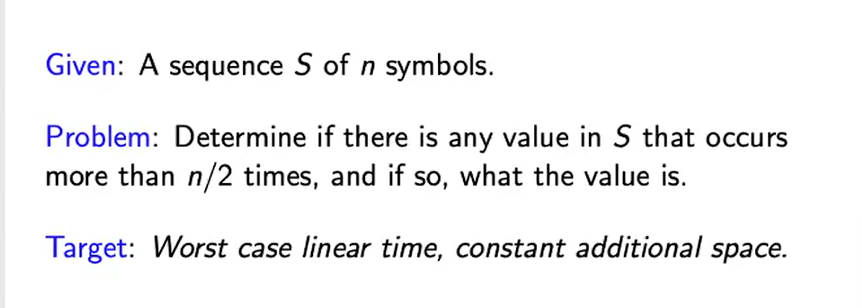 Given: A sequence S of n symbols.
Problem: Determine if there is any value in S that occurs
more than n/2 times, and if so, what the value is.
Target: Worst case linear time, constant additional space.